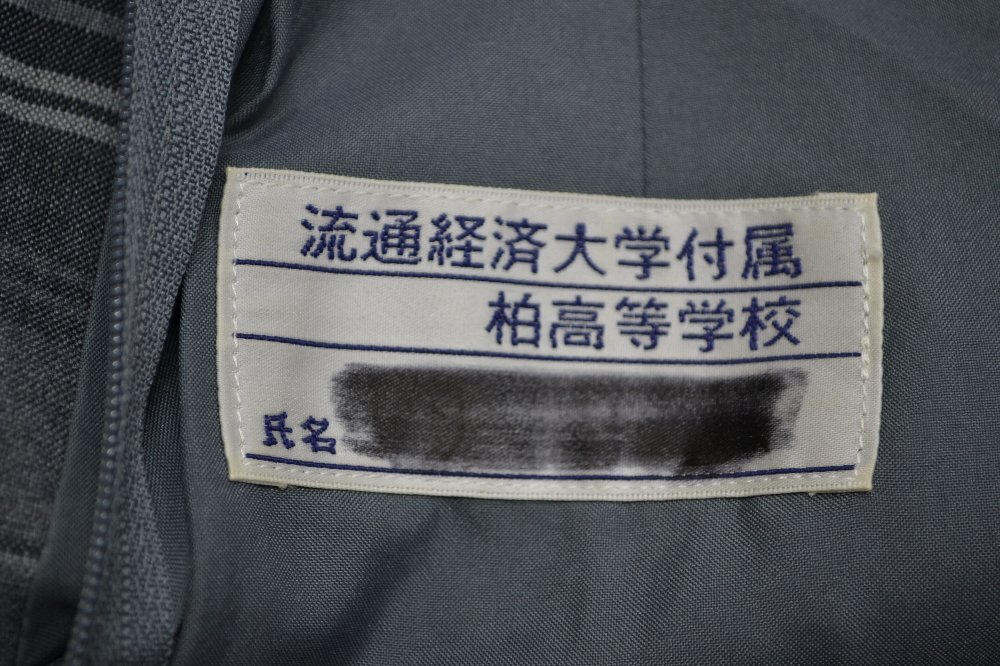 流通経済大学付属
柏高等学校
氏名